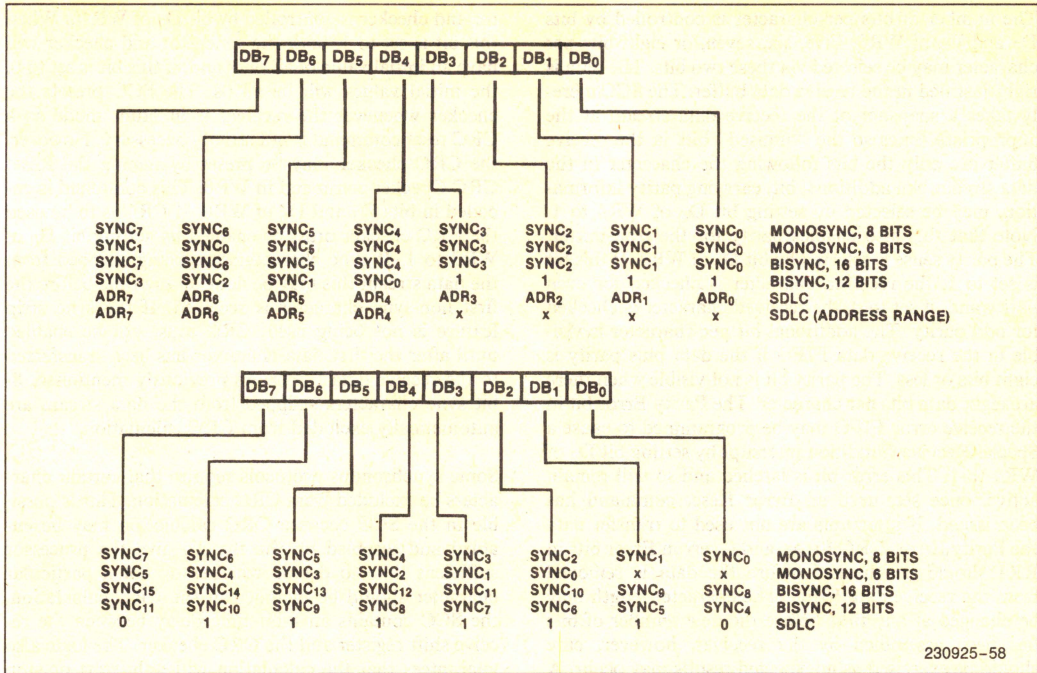 DB7 DB6 DB5 DB4 DB3 DB2 DB1 DB0
SYNC7 SYNC6 SYNC5 SYNC4 SYNC3 SYNC2 SYNC1 SYNC0 MONOSYNC, 8 BITS
SYNC1 SYNC0 SYNC5 SYNC4 SYNC3 SYNC2 SYNC1 SYNC0 MONOSYNC, 6 BITS
SYNC7 SYNC6 SYNC5 SYNC4 SYNC3 SYNC2 SYNC1 SYNC0 BISYNC, 16 BITS
SYNC3 SYNC2 SYNC1 SYNC0 1 1 1 1 BISYNC, 12 BITS
ADR7 ADR6 ADR5 ADR4 ADR3 ADR2 ADR1 ADR0 SDLC
ADR7 ADR6 ADR5 ADR4 x x x x SDLC (ADDRESS RANGE)
DB7 DB6 DB5 DB4 DB3 DB2 DB1 DB0
SYNC7 SYNC6 SYNC5 SYNC4 SYNC3 SYNC2 SYNC1 SYNC0 MONOSYNC, 8 BITS
SYNC5 SYNC4 SYNC3 SYNC2 SYNC1 SYNC0 x x MONOSYNC, 6 BITS
SYNC15 SYNC14 SYNC13 SYNC12 SYNC11 SYNC10 SYNC9 SYNC8 BISYNC, 16 BITS
SYNC11 SYNC10 SYNC9 SYNC8 SYNC7 SYNC6 SYNC5 SYNC4 BISYNC, 12 BITS
0 1 1 1 1 1 1 0 SDLC
230925-58